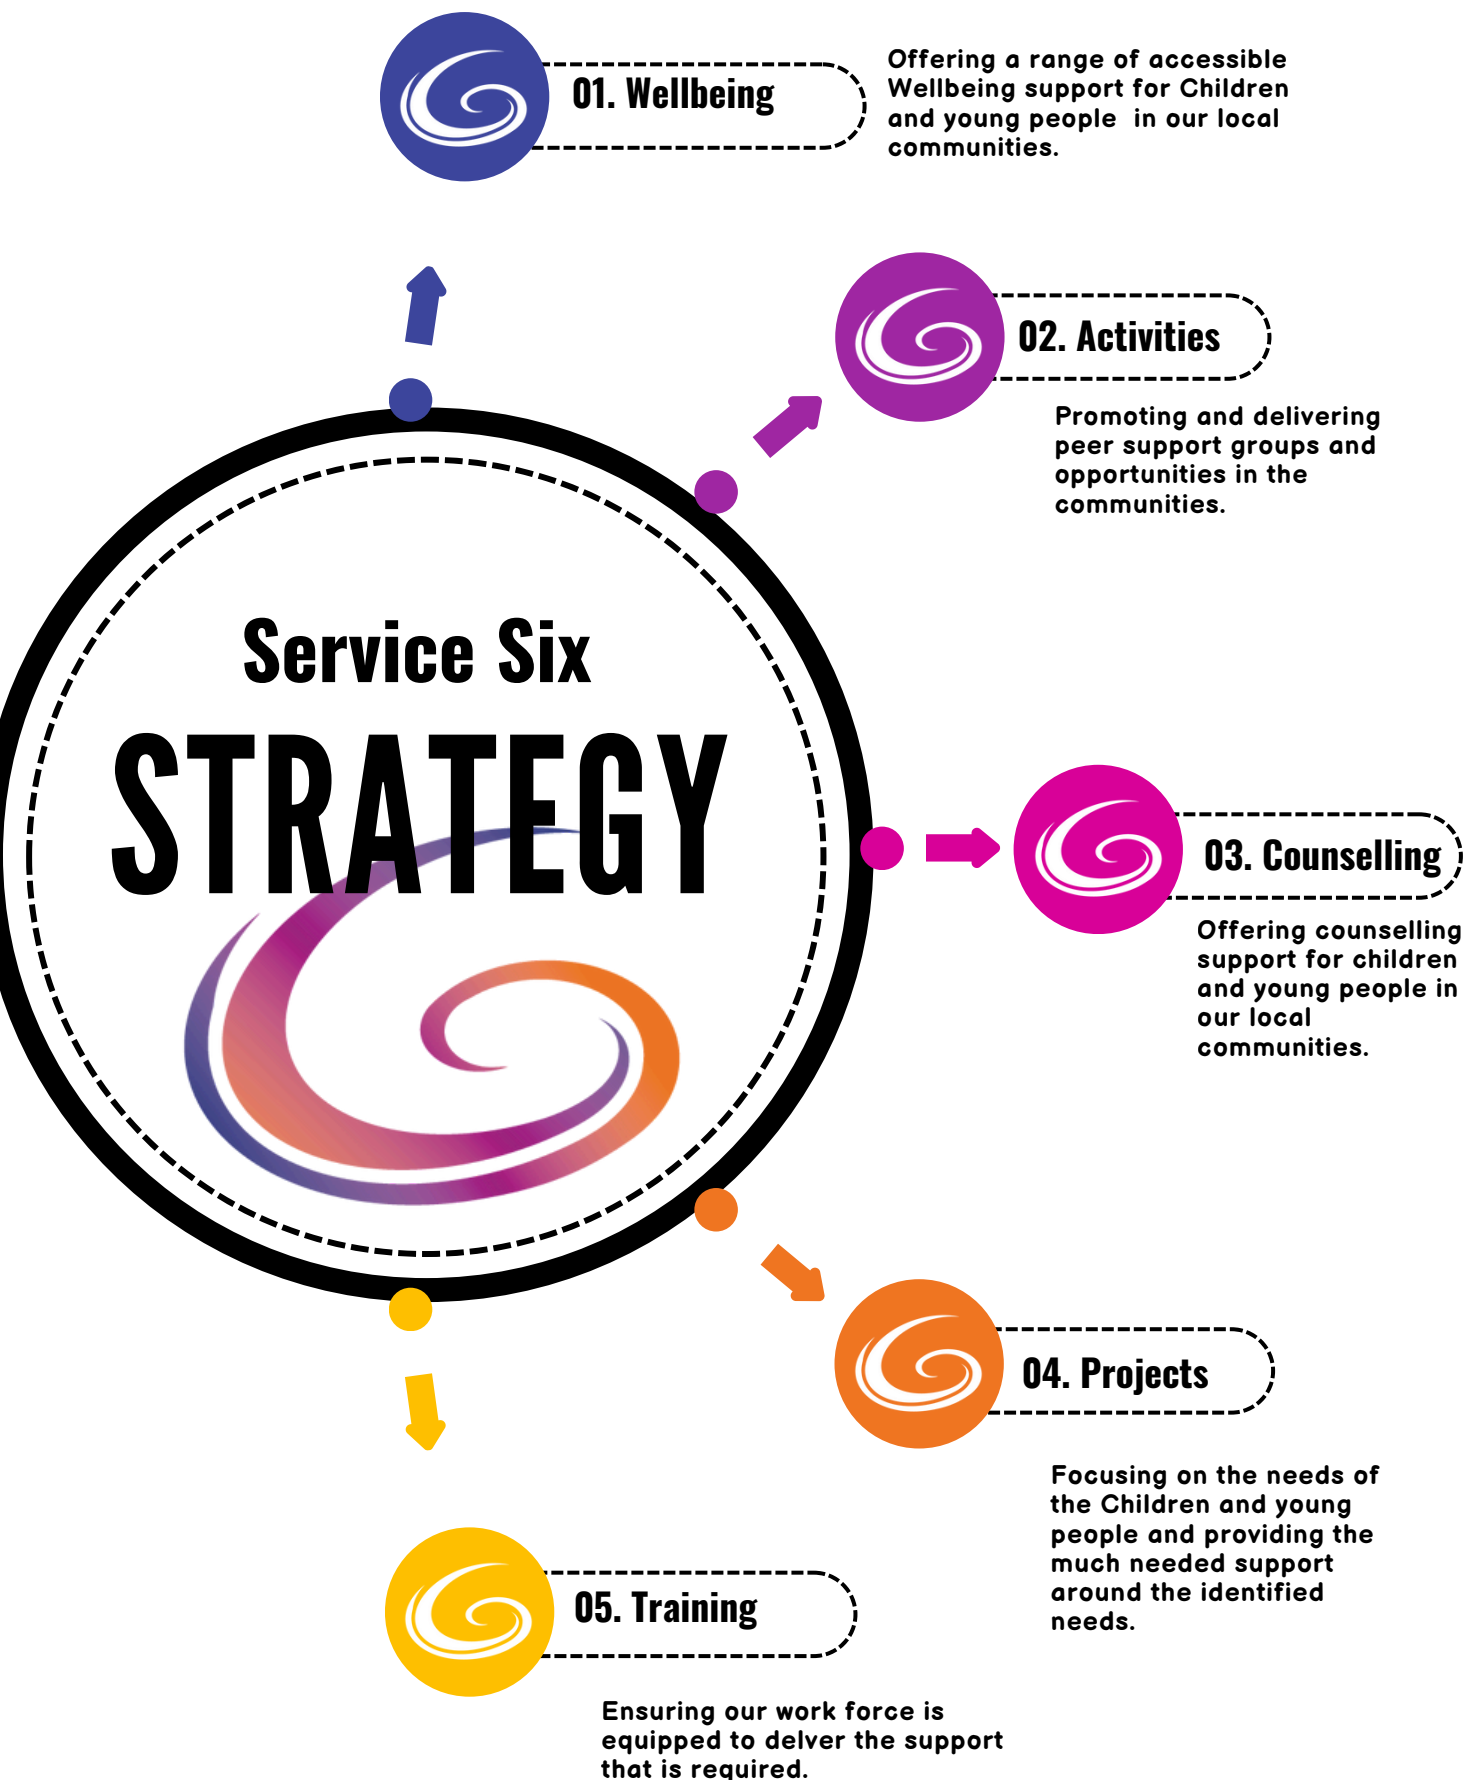 01. Wellbeing
Offering a range of accessible
Wellbeing support for Children
and young people in our local
communities.
02. Activities
Promoting and delivering
peer support groups and
opportunities in the
communities.
Service Six
STRATEGY
03. Counselling
Offering counselling
support for children
and young people in
our local
communities.
04. Projects
Focusing on the needs of
the Children and young
people and providing the
much needed support
around the identified
needs.
05. Training
Ensuring our work force is
equipped to delver the support
that is required.